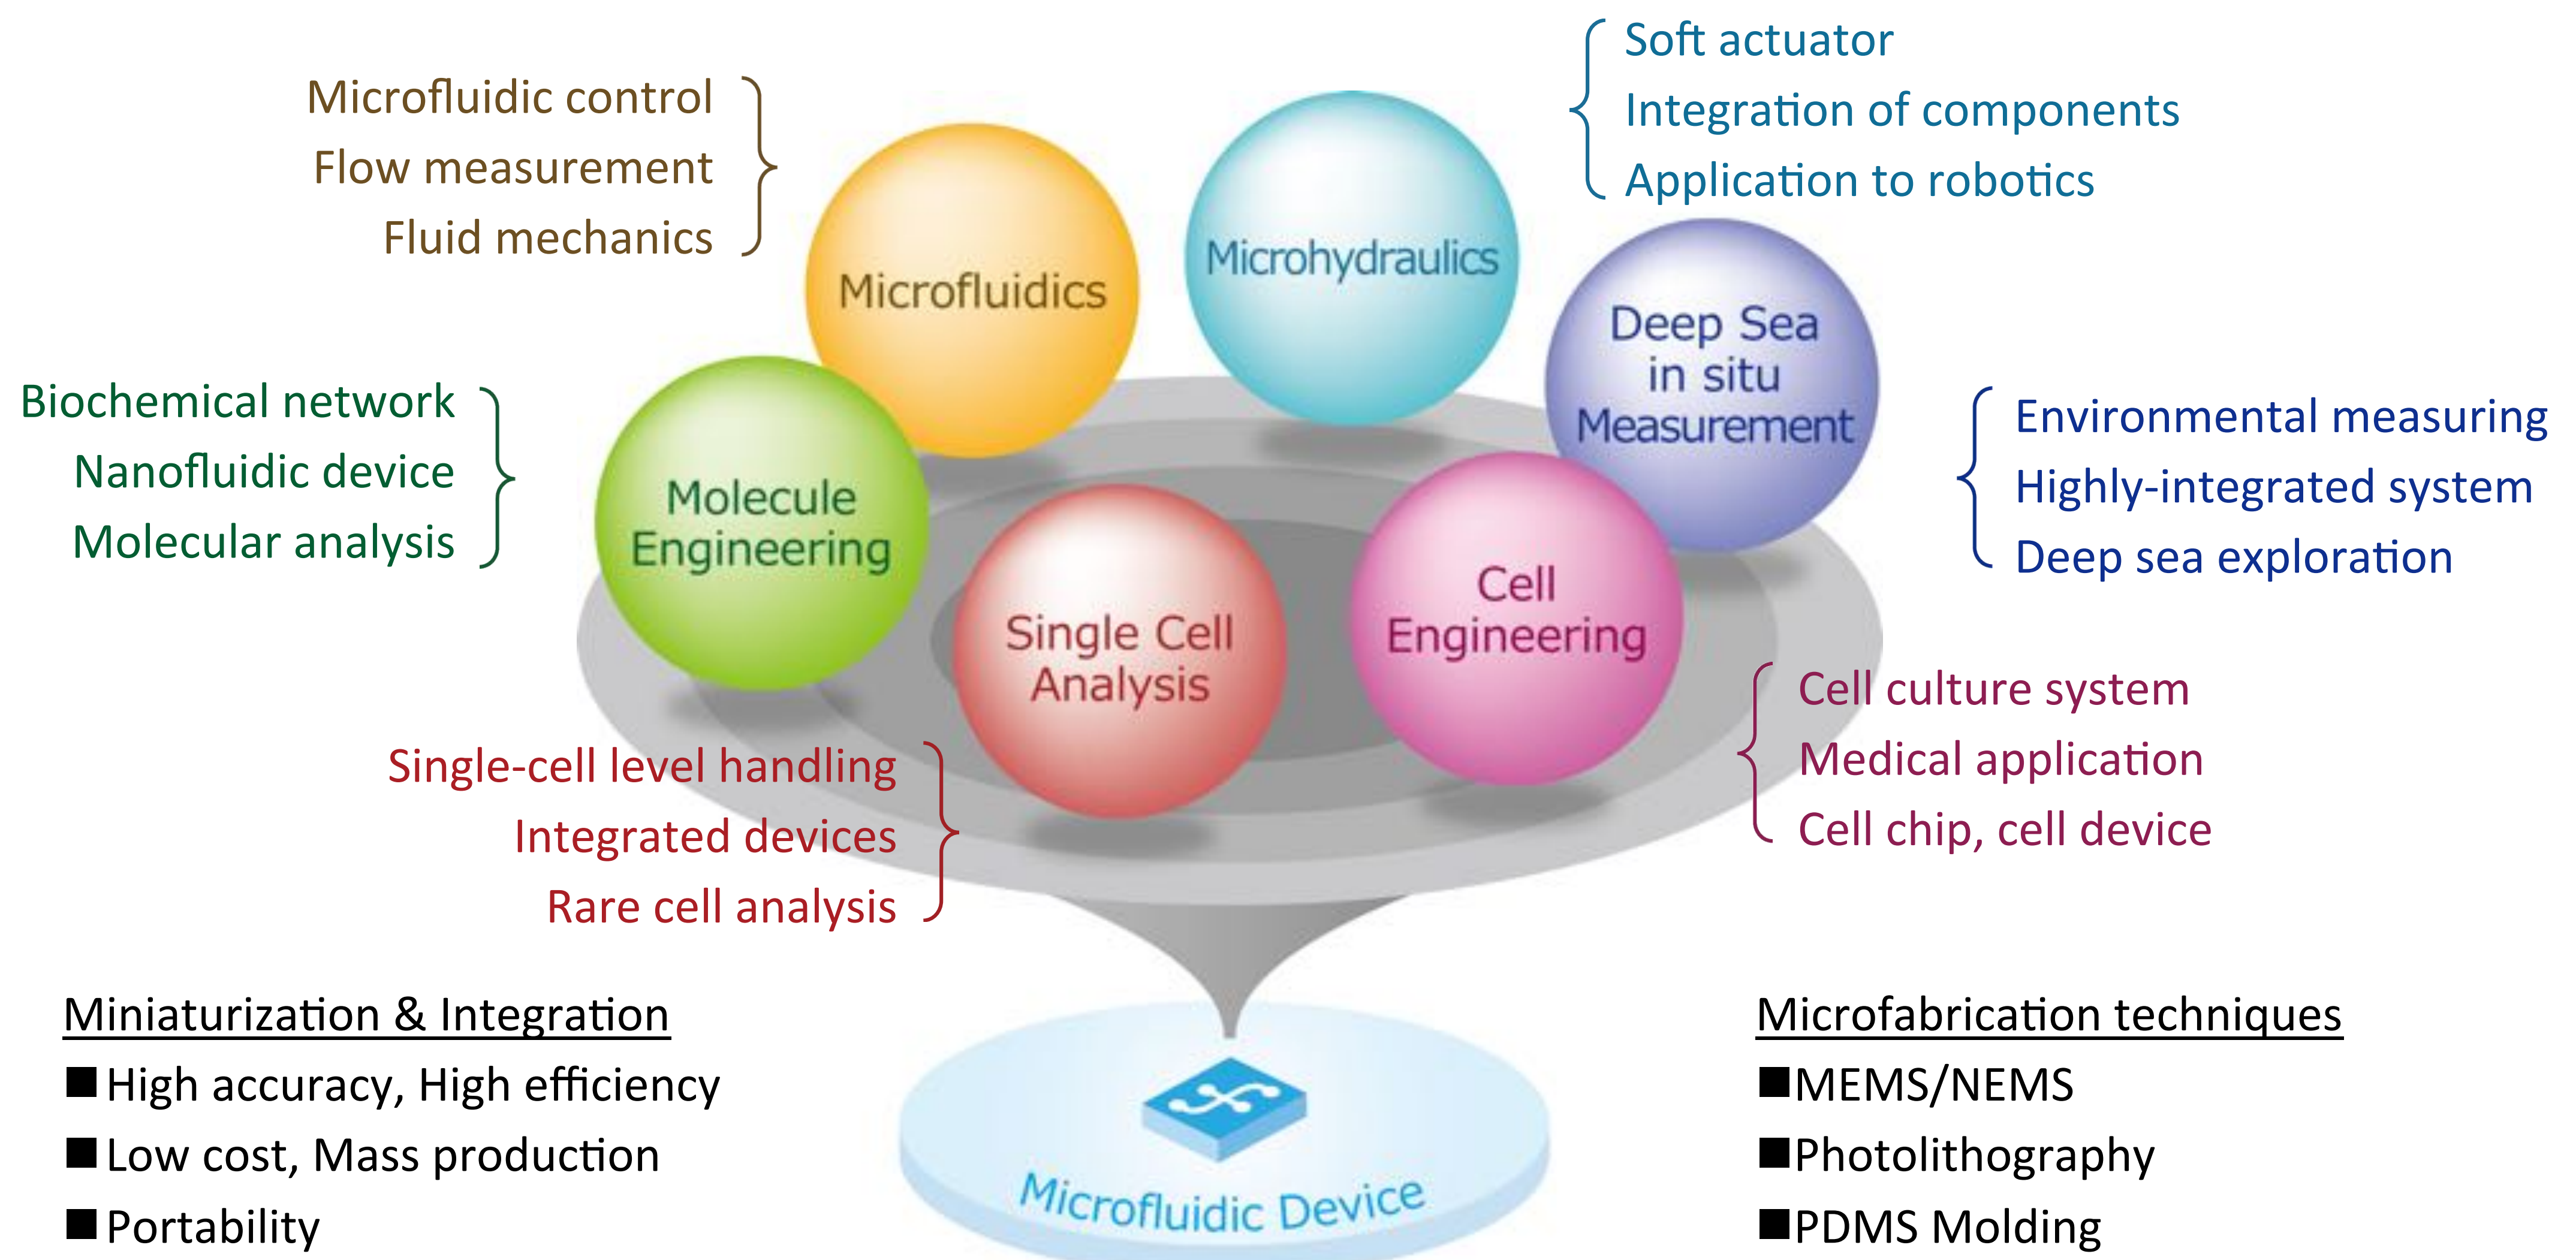 Soft actuator
Integration of components
Application to robotics
Microfluidic control
Flow measurement
Fluid mechanics
Microfluidics
Microhydraulics
Deep Sea
in situ
Measurement
Biochemical network
Nanofluidic device
Molecular analysis
Molecule
Engineering
Environmental measuring
Highly-integrated system
Deep sea exploration
Single Cell
Analysis
Cell
Engineering
Cell culture system
Medical application
Cell chip, cell device
Single-cell level handling
Integrated devices
Rare cell analysis
Miniaturization & Integration
■ High accuracy, High efficiency
■ Low cost, Mass production
■ Portability
Microfluidic Device
Microfabrication techniques
■ MEMS/NEMS
■ Photolithography
■ PDMS Molding